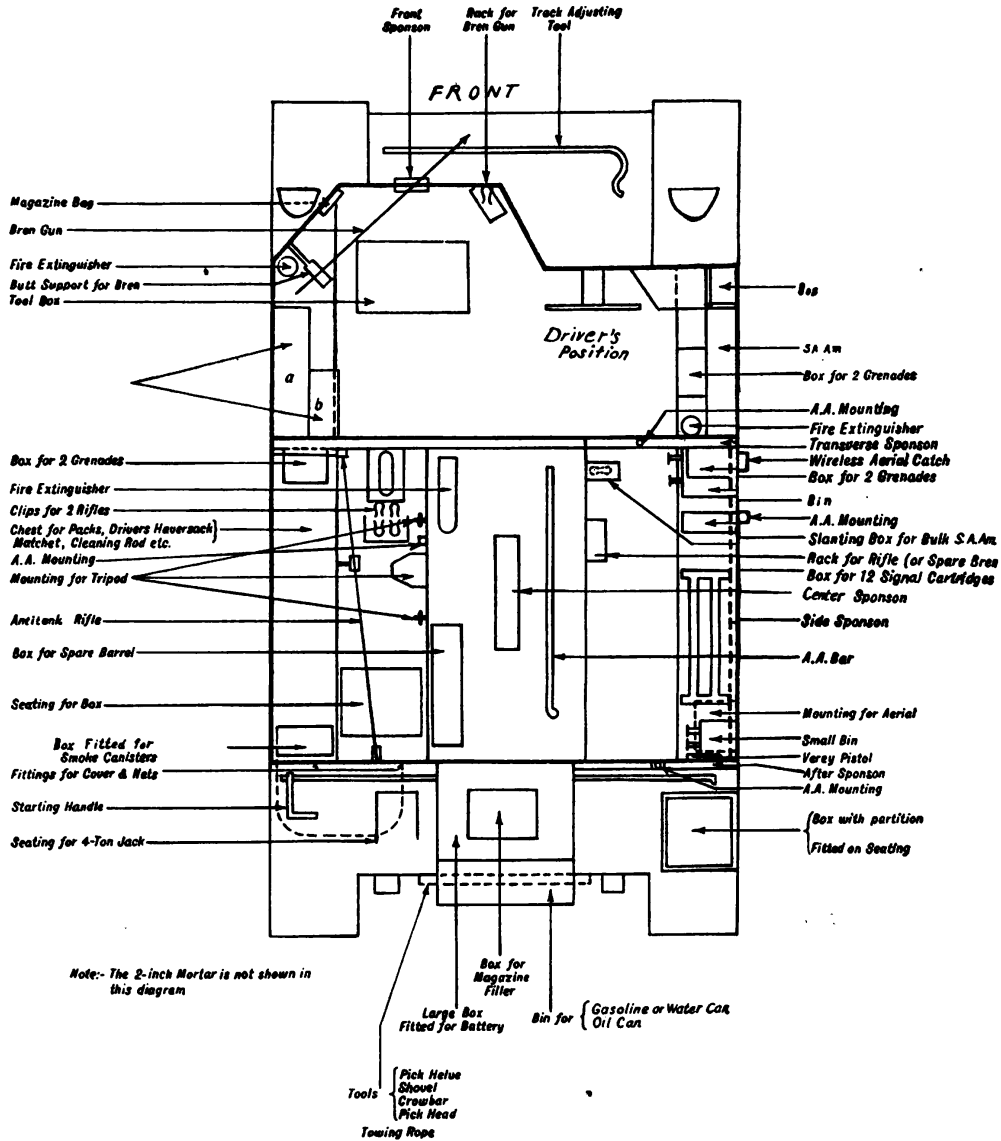 Front
Sponson
Rack for
Bren Gun
Track Adjusting
Tool
FRONT
Magazine Bag
Bren Gun
Fire Extinguisher
Butt Support for Bren
Tool Box
a
b
Driver's
Position
Box
S.A.Am
Box for 2 Grenades
A.A. Mounting
Fire Extinguisher
Transverse Sponson
Wireless Aerial Catch
Box for 2 Grenades
Bin
A.A. Mounting
Slanting Box for Bulk S.A.Am.
Rack for Rifle (or Spare Bren
Box for 12 Signal Cartridges
Center Sponson
Side Sponson
A.A. Bar
Mounting for Aerial
Small Bin
Verey Pistol
After Sponson
A.A. Mounting
Box with partition
Fitted on Seating
Box for 2 Grenades
Fire Extinguisher
Clips for 2 Rifles
Chest for Packs, Drivers Haversack
Matchet, Cleaning Rod etc.
A.A. Mounting
Mounting for Tripod
Antitank Rifle
Box for Spare Barrel
Seating for Box
Box Fitted for
Smoke Canisters
Fittings for Cover & Nets
Starting Handle
Seating for 4-Ton Jack
Note:- The 2-inch Mortar is not shown in
this diagram
Box for
Magazine
Filler
Large Box
Fitted for Battery
Bin for
Gasoline or Water Can,
Oil Can
Tools
Pick Helve
Shovel
Crowbar
Pick Head
Towing Rope